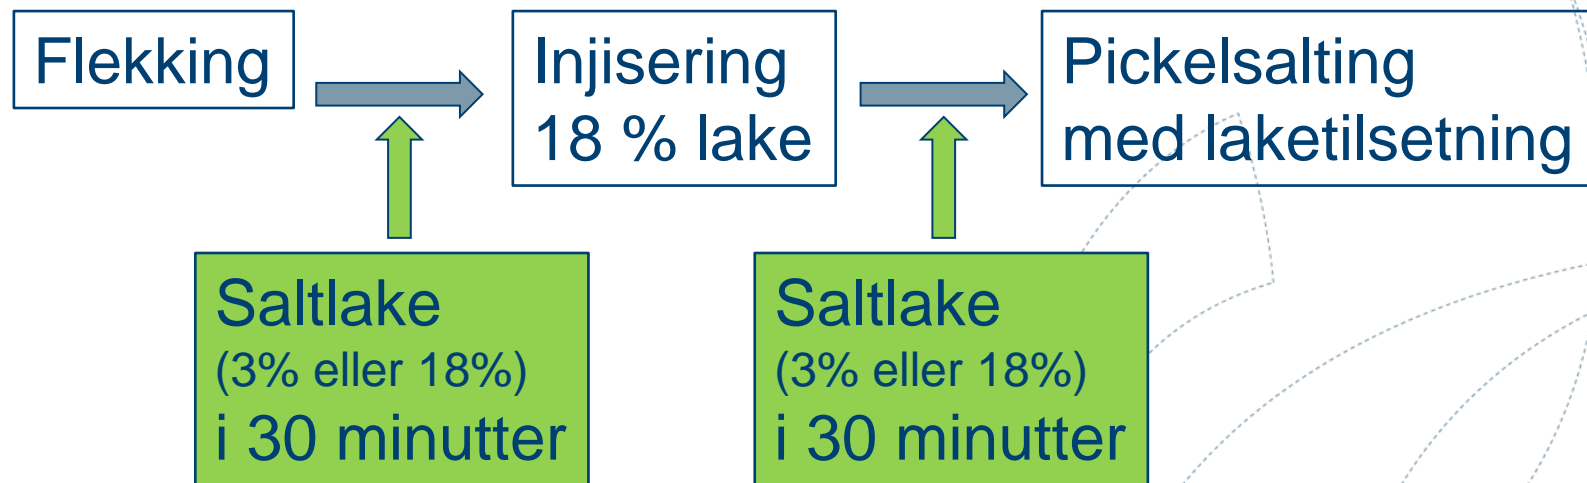 Flekking
Injisering
18 % lake
Pickelsalting
med laketilsetning
Saltlake
(3% eller 18%)
i 30 minutter
Saltlake
(3% eller 18%)
i 30 minutter